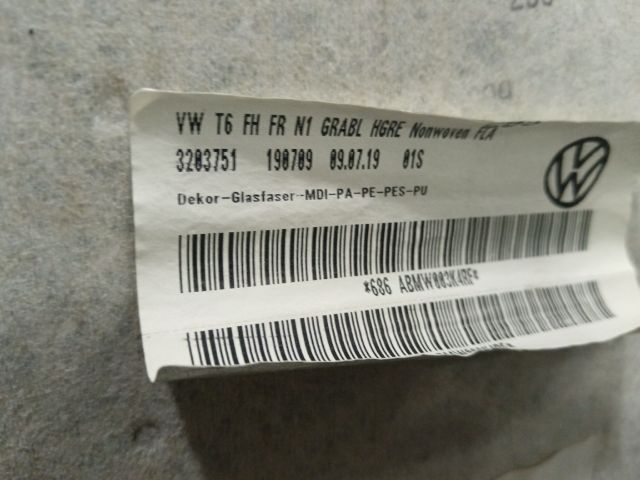 VW T6 FH FR N1 GRABL HGRE Nonwoven FLA
3203751 190709 09.07.19 01S
Dekor-Glasfaser-MDI-PA-PE-PES-PU
*686 ABMW003K4RF*